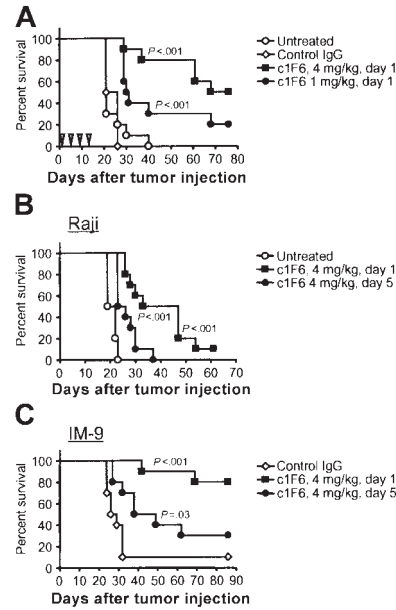 A
Percent survival
100
80
60
40
20
0
P<.001
P<.001
0 10 20 30 40 50 60 70 80
Days after tumor injection
Untreated
Control IgG
c1F6, 4 mg/kg, day 1
c1F6 1 mg/kg, day 1
B
Raji
Percent survival
100
80
60
40
20
0
P<.001
P<.001
0 10 20 30 40 50 60 70
Days after tumor injection
Untreated
c1F6, 4 mg/kg, day 1
c1F6 4 mg/kg, day 5
C
IM-9
Percent survival
100
80
60
40
20
0
P<.001
P=.03
0 10 20 30 40 50 60 70 80 90
Days after tumor injection
Control IgG
c1F6, 4 mg/kg, day 1
c1F6, 4 mg/kg, day 5